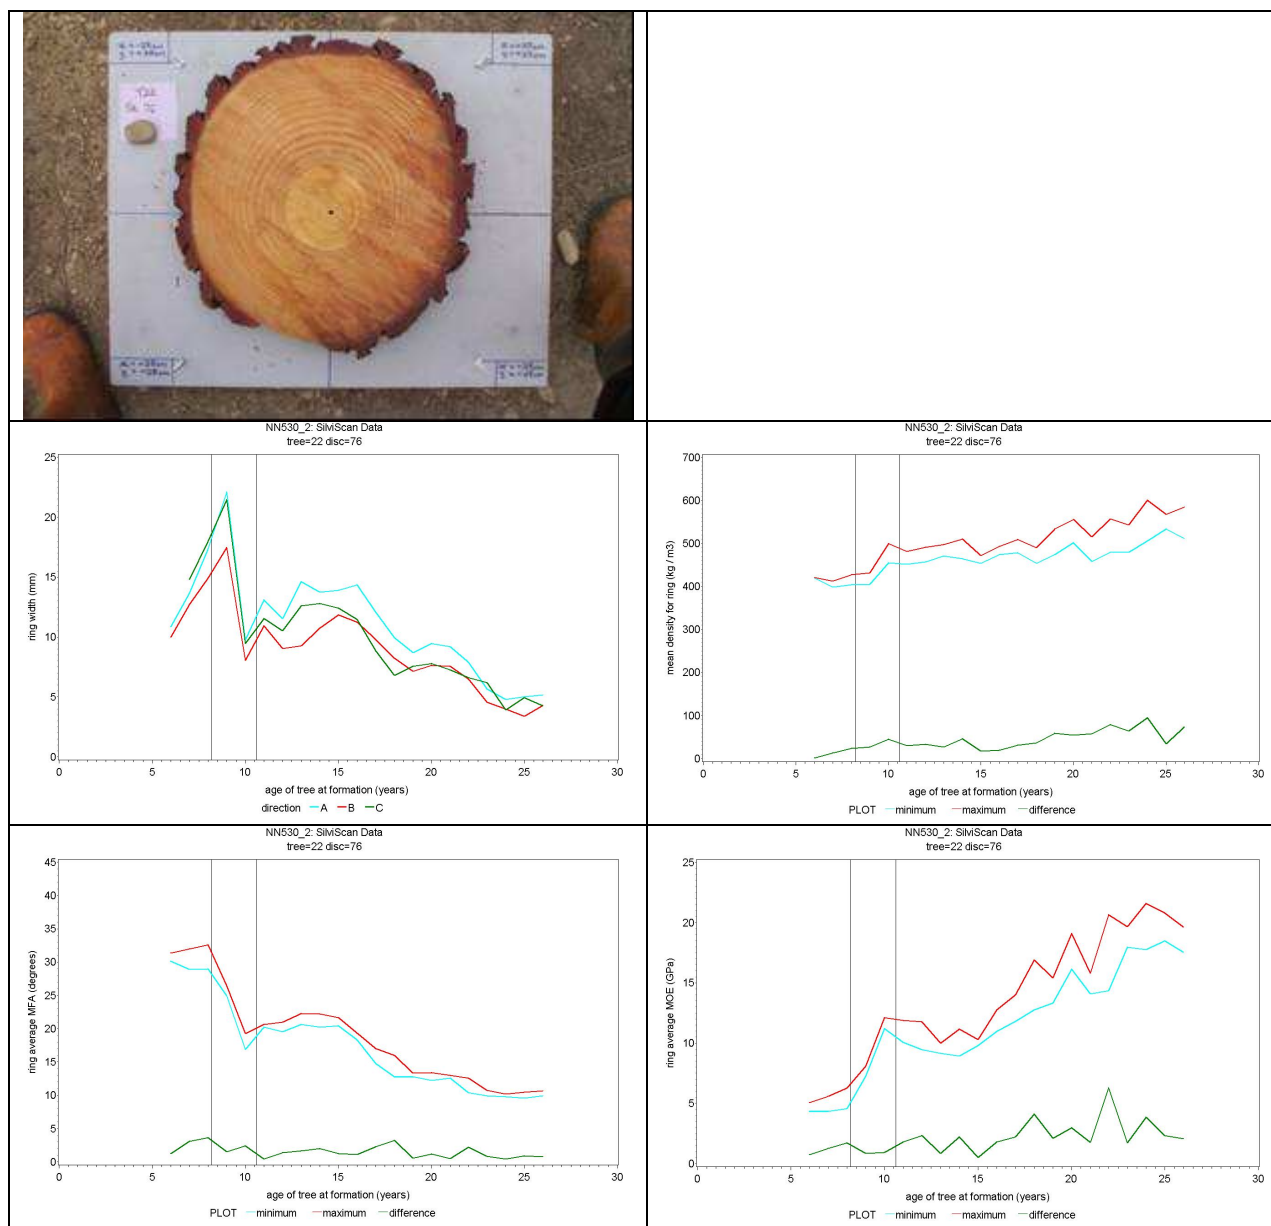 T22
NN530_2: SilviScan Data
tree=22 disc=76
25
20
15
10
5
0
0 5 10 15 20 25 30
ring width (mm)
age of tree at formation (years)
direction A B C
NN530_2: SilviScan Data
tree=22 disc=76
700
600
500
400
300
200
100
0
0 5 10 15 20 25 30
mean density for ring (kg / m3)
age of tree at formation (years)
PLOT minimum maximum difference
NN530_2: SilviScan Data
tree=22 disc=76
45
40
35
30
25
20
15
10
5
0
0 5 10 15 20 25 30
ring average MFA (degrees)
age of tree at formation (years)
PLOT minimum maximum difference
NN530_2: SilviScan Data
tree=22 disc=76
25
20
15
10
5
0
0 5 10 15 20 25 30
ring average MOE (GPa)
age of tree at formation (years)
PLOT minimum maximum difference